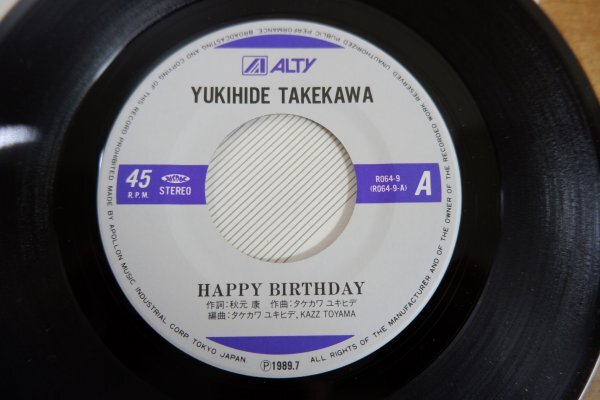 ALTY
YUKIHIDE TAKEKAWA
45
R.P.M.
STEREO
R064-9
(R064-9-A)
A
HAPPY BIRTHDAY
作詞:秋元 康 作曲:タケカワ ユキヒデ
編曲:タケカワ ユキヒデ, KAZZ TOYAMA
Ⓟ1989.7
MADE BY APOLLON MUSIC INDUSTRIAL CORP. TOKYO JAPAN. ALL RIGHTS OF THE MANUFACTURER AND OF THE OWNER OF THE RECORDED WORK RESERVED UNAUTHORIZED PUBLIC PERFORMANCE, BROADCASTING AND COPYING OF THIS RECORD PROHIBITED